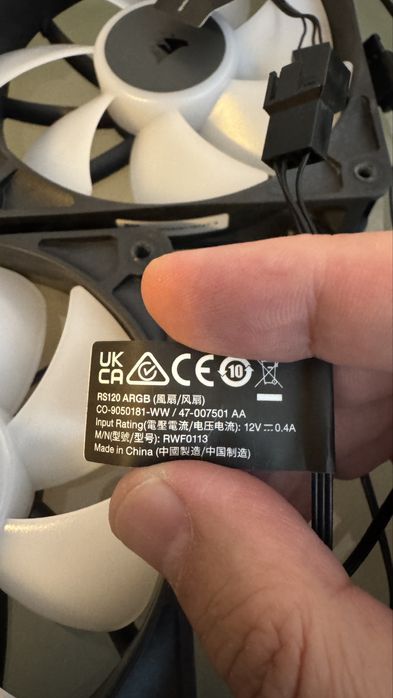 UK
CA CE 10
RS120 ARGB (風扇/风扇)
CO-9050181-WW / 47-007501 AA
Input Rating(電壓電流/电压电流): 12V⎓0.4A
M/N(型號/型号): RWF0113
Made in China (中國製造/中国制造)